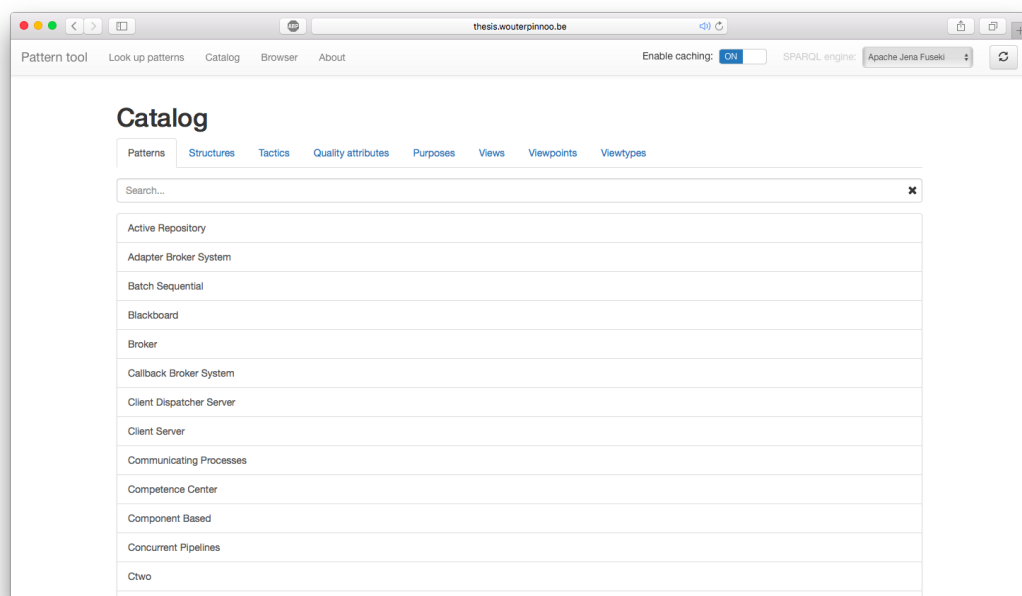 thesis.wouterpinnoo.be
Pattern tool Look up patterns Catalog Browser About Enable caching: ON SPARQL engine: Apache Jena Fuseki
Catalog
Patterns Structures Tactics Quality attributes Purposes Views Viewpoints Viewtypes
Search...
Active Repository
Adapter Broker System
Batch Sequential
Blackboard
Broker
Callback Broker System
Client Dispatcher Server
Client Server
Communicating Processes
Competence Center
Component Based
Concurrent Pipelines
Ctwo